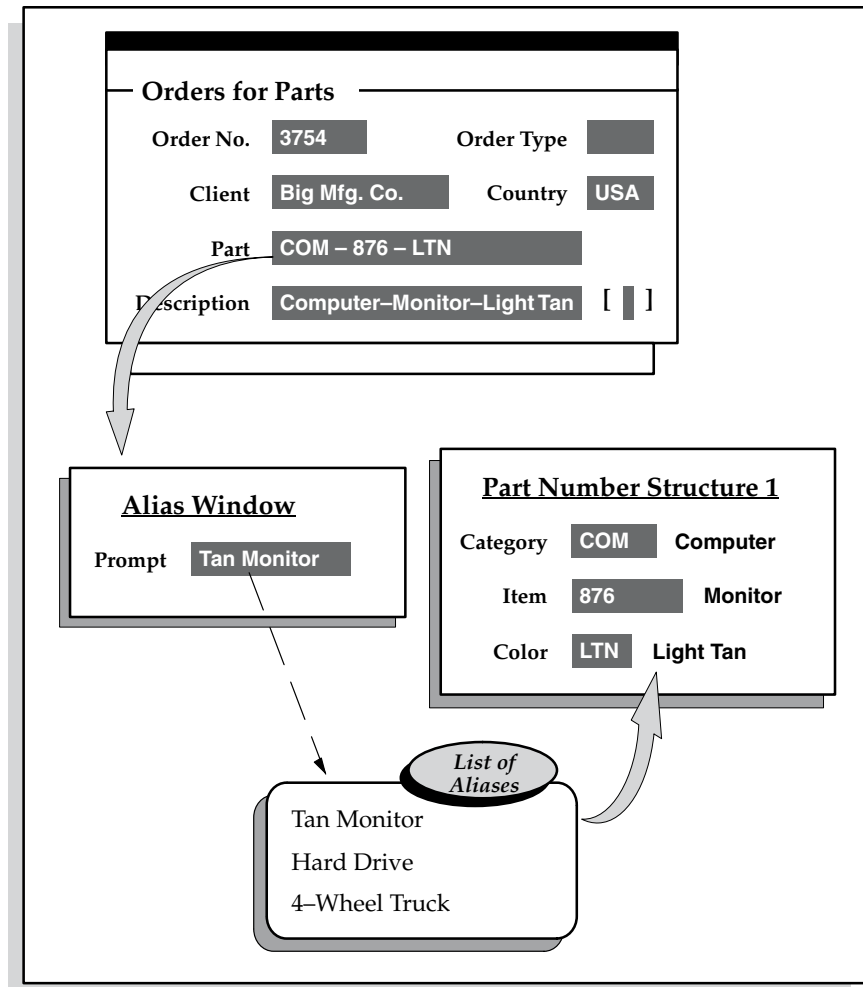 Orders for Parts
Order No. 3754 Order Type
Client Big Mfg. Co. Country USA
Part COM – 876 – LTN
Description Computer–Monitor–Light Tan [ ]
Alias Window
Prompt Tan Monitor
Part Number Structure 1
Category COM Computer
Item 876 Monitor
Color LTN Light Tan
List of
Aliases
Tan Monitor
Hard Drive
4–Wheel Truck